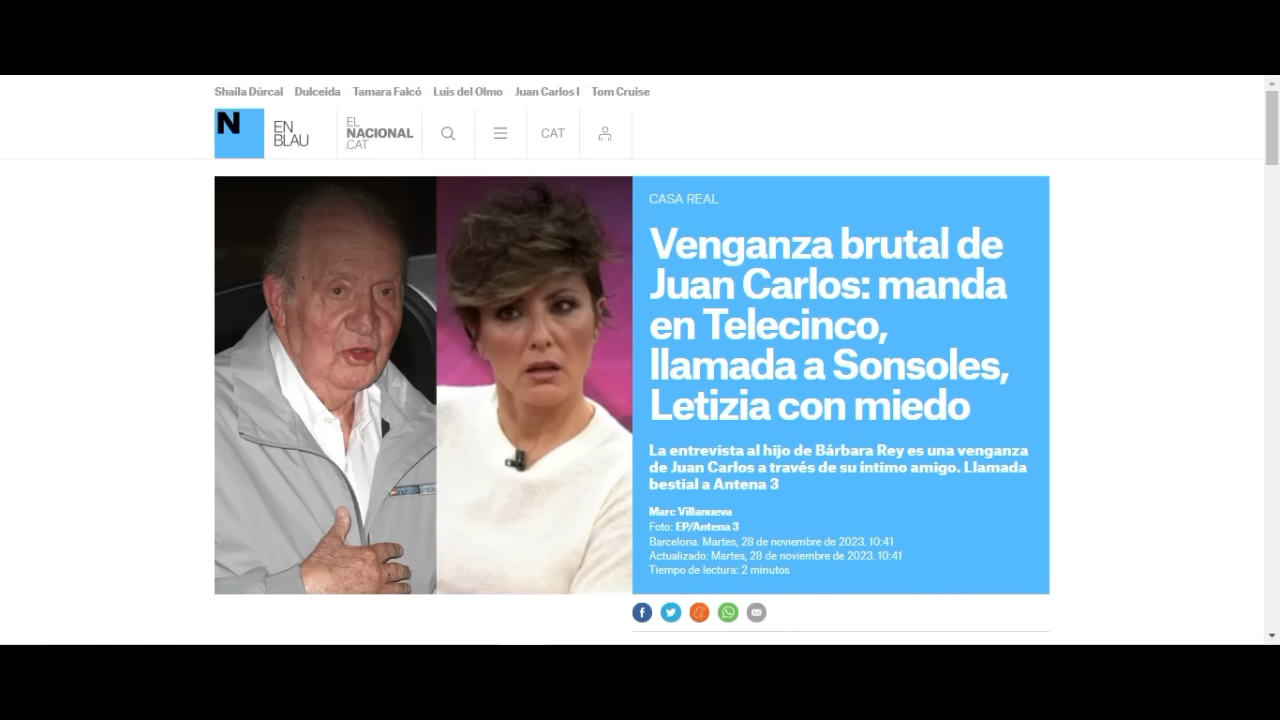 Shaila Dúrcal Dulceida Tamara Falcó Luis del Olmo Juan Carlos I Tom Cruise
N
EN
BLAU
EL
NACIONAL
.CAT
CAT
CASA REAL
Venganza brutal de
Juan Carlos: manda
en Telecinco,
llamada a Sonsoles,
Letizia con miedo
La entrevista al hijo de Bárbara Rey es una venganza
de Juan Carlos a través de su íntimo amigo. Llamada
bestial a Antena 3
Marc Villanueva
Foto: EP/Antena 3
Barcelona. Martes, 28 de noviembre de 2023. 10:41
Actualizado: Martes, 28 de noviembre de 2023. 10:41
Tiempo de lectura: 2 minutos